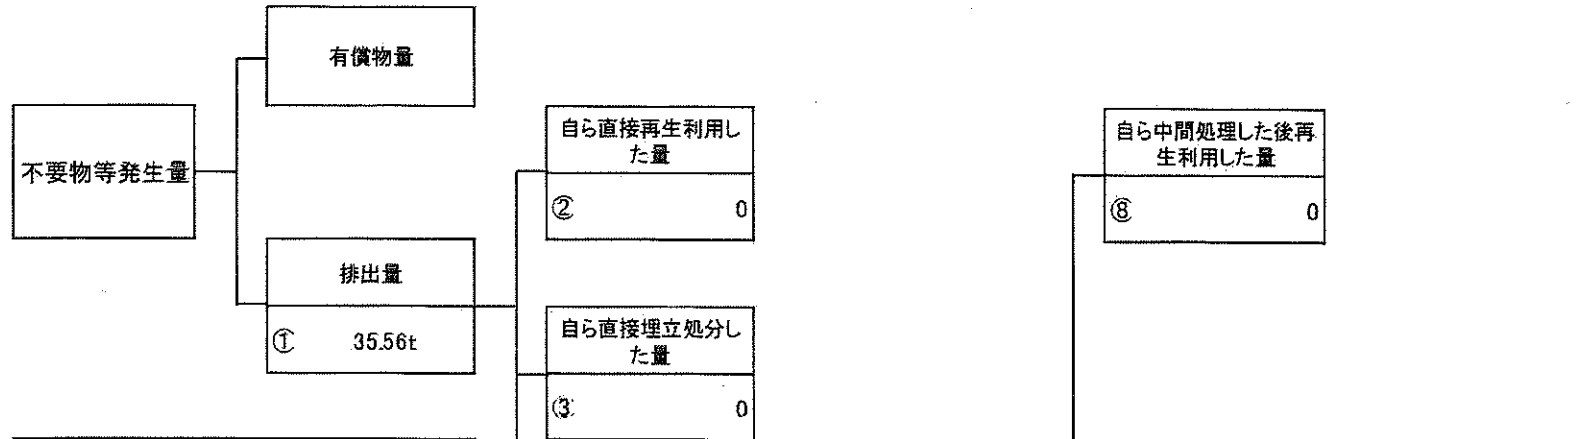 有償物量
不要物等発生量
排出量
① 35.56t
自ら直接再生利用し
た量
② 0
自ら直接埋立処分し
た量
③ 0
自ら中間処理した後再
生利用した量
⑧ 0